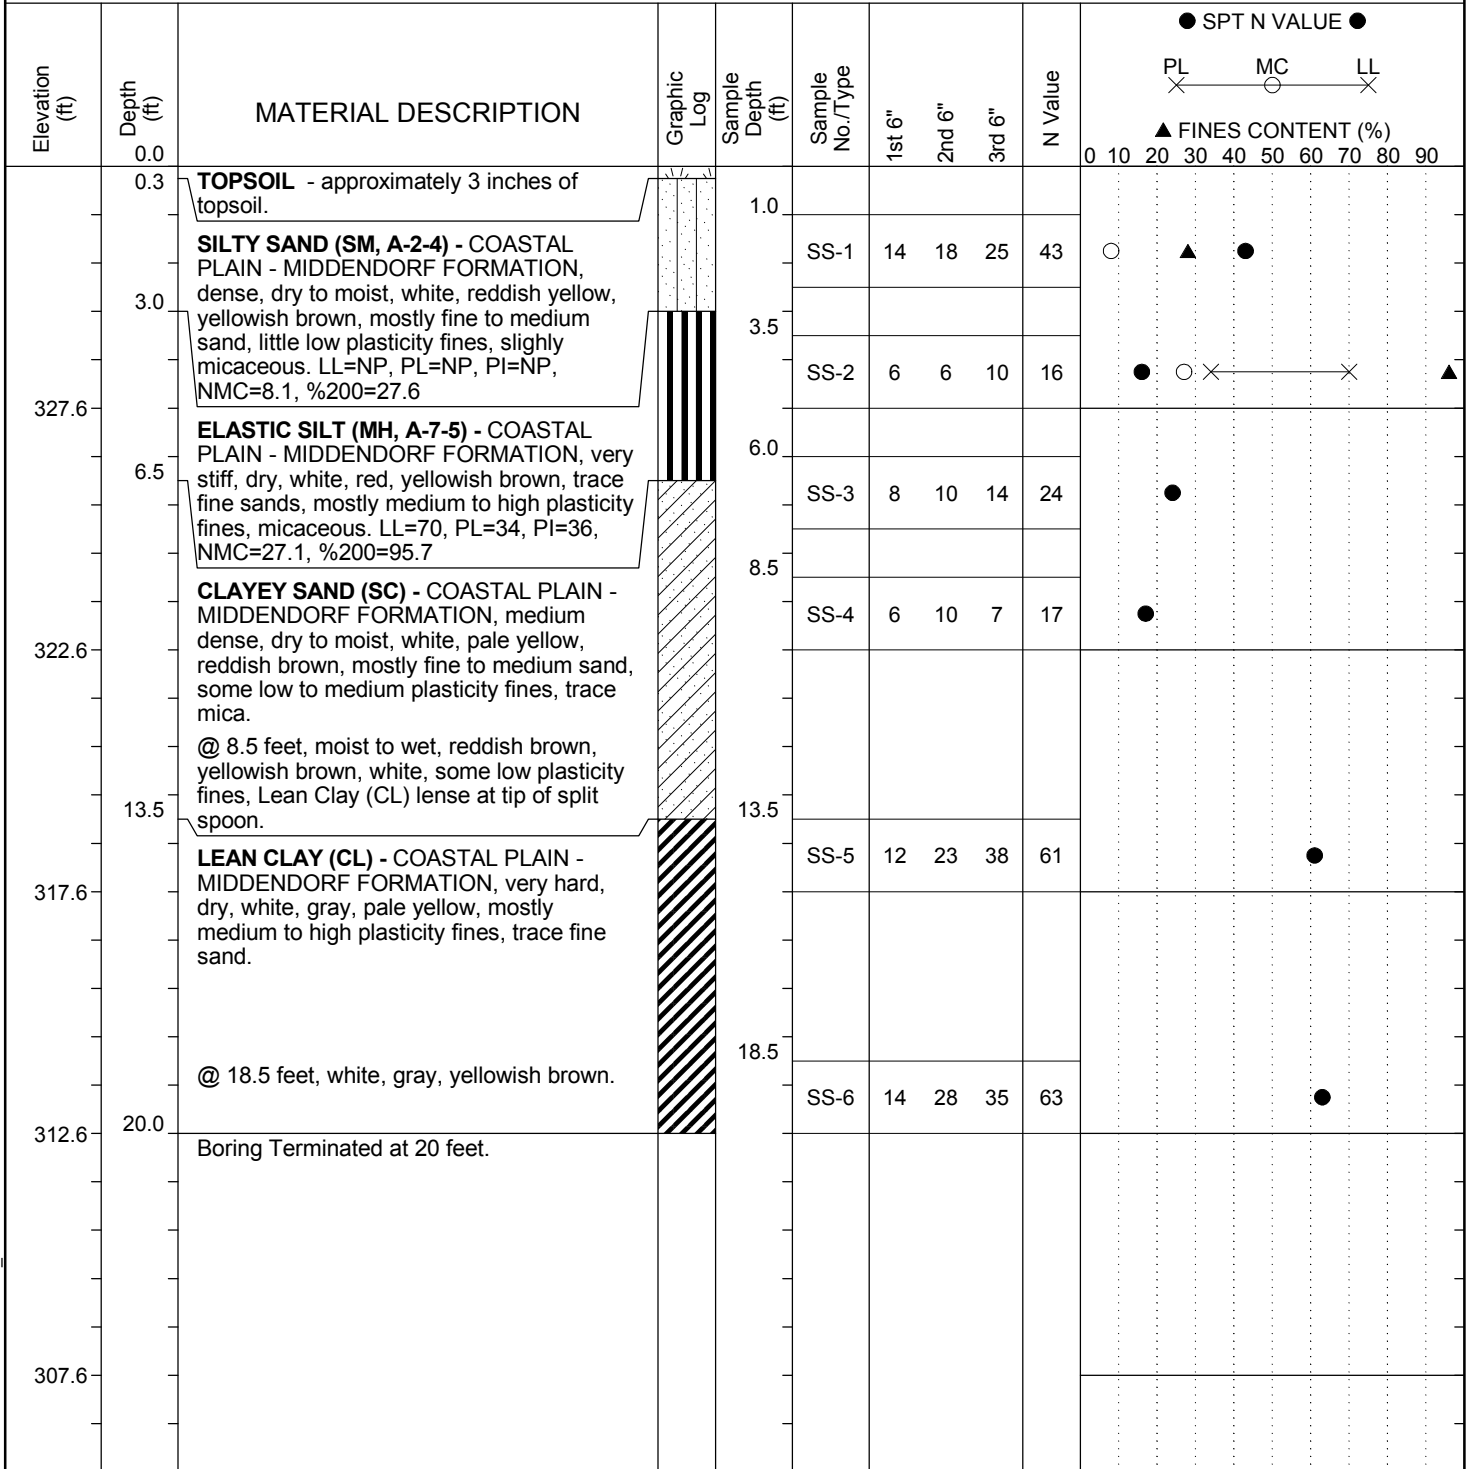 ● SPT N VALUE ●
PL MC LL
▲ FINES CONTENT (%)
0 10 20 30 40 50 60 70 80 90
Elevation
(ft)
Depth
(ft)
0.0
MATERIAL DESCRIPTION
Graphic
Log
Sample
Depth
(ft)
Sample
No./Type
1st 6"
2nd 6"
3rd 6"
N Value
0.3
TOPSOIL - approximately 3 inches of
topsoil.
1.0
SILTY SAND (SM, A-2-4) - COASTAL
PLAIN - MIDDENDORF FORMATION,
dense, dry to moist, white, reddish yellow,
yellowish brown, mostly fine to medium
sand, little low plasticity fines, slighly
micaceous. LL=NP, PL=NP, PI=NP,
NMC=8.1, %200=27.6
SS-1 14 18 25 43
3.0
3.5
SS-2 6 6 10 16
327.6
ELASTIC SILT (MH, A-7-5) - COASTAL
PLAIN - MIDDENDORF FORMATION, very
stiff, dry, white, red, yellowish brown, trace
fine sands, mostly medium to high plasticity
fines, micaceous. LL=70, PL=34, PI=36,
NMC=27.1, %200=95.7
6.0
6.5
SS-3 8 10 14 24
8.5
CLAYEY SAND (SC) - COASTAL PLAIN -
MIDDENDORF FORMATION, medium
dense, dry to moist, white, pale yellow,
reddish brown, mostly fine to medium sand,
some low to medium plasticity fines, trace
mica.
SS-4 6 10 7 17
322.6
@ 8.5 feet, moist to wet, reddish brown,
yellowish brown, white, some low plasticity
fines, Lean Clay (CL) lense at tip of split
spoon.
13.5
13.5
LEAN CLAY (CL) - COASTAL PLAIN -
MIDDENDORF FORMATION, very hard,
dry, white, gray, pale yellow, mostly
medium to high plasticity fines, trace fine
sand.
SS-5 12 23 38 61
317.6
18.5
@ 18.5 feet, white, gray, yellowish brown.
SS-6 14 28 35 63
20.0
312.6
Boring Terminated at 20 feet.
307.6